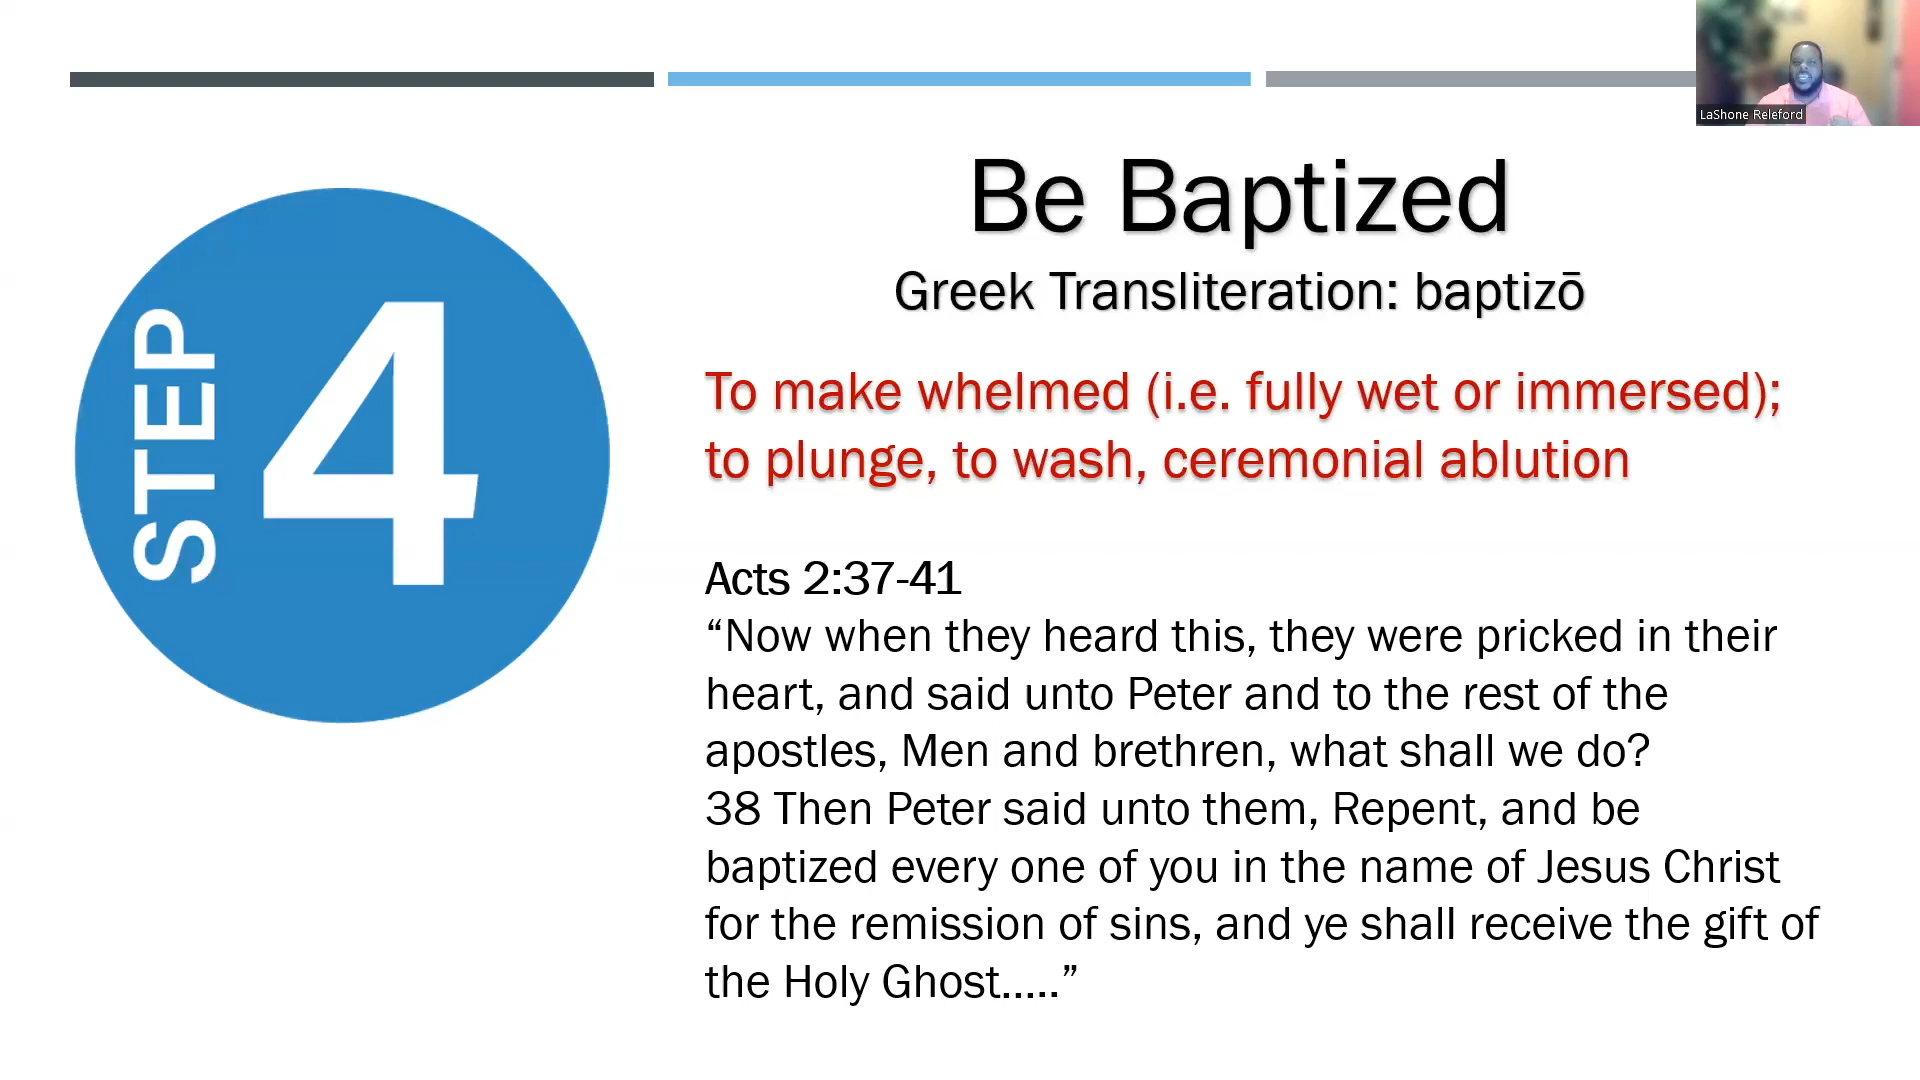 LaShone Releford
STEP
4
Be Baptized
Greek Transliteration: baptizō
To make whelmed (i.e. fully wet or immersed);
to plunge, to wash, ceremonial ablution
Acts 2:37-41
“Now when they heard this, they were pricked in their
heart, and said unto Peter and to the rest of the
apostles, Men and brethren, what shall we do?
38 Then Peter said unto them, Repent, and be
baptized every one of you in the name of Jesus Christ
for the remission of sins, and ye shall receive the gift of
the Holy Ghost.....”